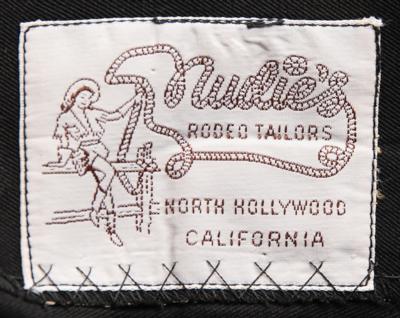 Nudie's
RODEO TAILORS
NORTH HOLLYWOOD
CALIFORNIA